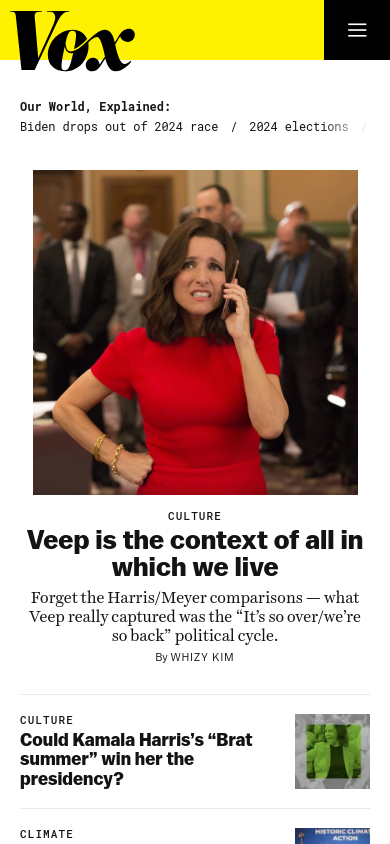 Vox
Our World, Explained:
Biden drops out of 2024 race / 2024 elections /
CULTURE
Veep is the context of all in
which we live
Forget the Harris/Meyer comparisons — what
Veep really captured was the “It’s so over/we’re
so back” political cycle.
By WHIZY KIM
CULTURE
Could Kamala Harris’s “Brat
summer” win her the
presidency?
CLIMATE
HISTORIC CLIMAT
ACTION